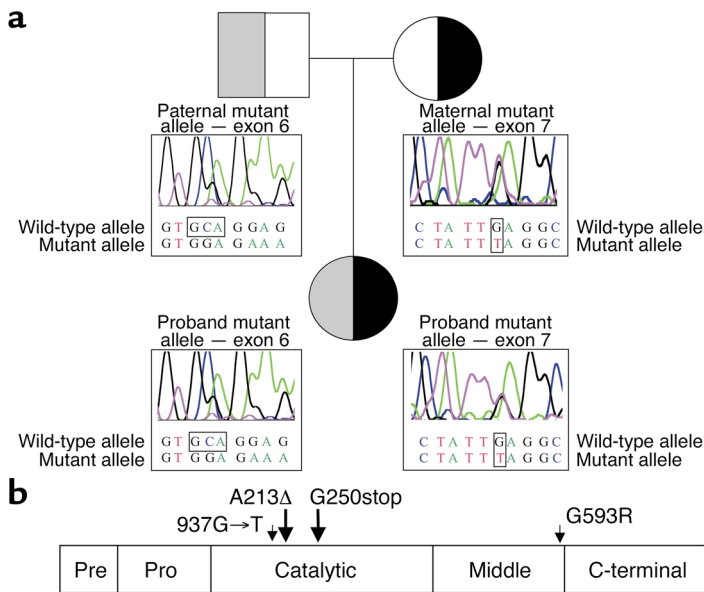 a
Paternal mutant
allele — exon 6
Maternal mutant
allele — exon 7
Wild-type allele G T G C A G G A G
Mutant allele G T G G A G A A A
C T A T T G A G G C Wild-type allele
C T A T T T A G G C Mutant allele
Proband mutant
allele — exon 6
Proband mutant
allele — exon 7
Wild-type allele G T G C A G G A G
Mutant allele G T G G A G A A A
C T A T T G A G G C Wild-type allele
C T A T T T A G G C Mutant allele
b
A213Δ G250stop
937G→T G593R
Pre Pro Catalytic Middle C-terminal